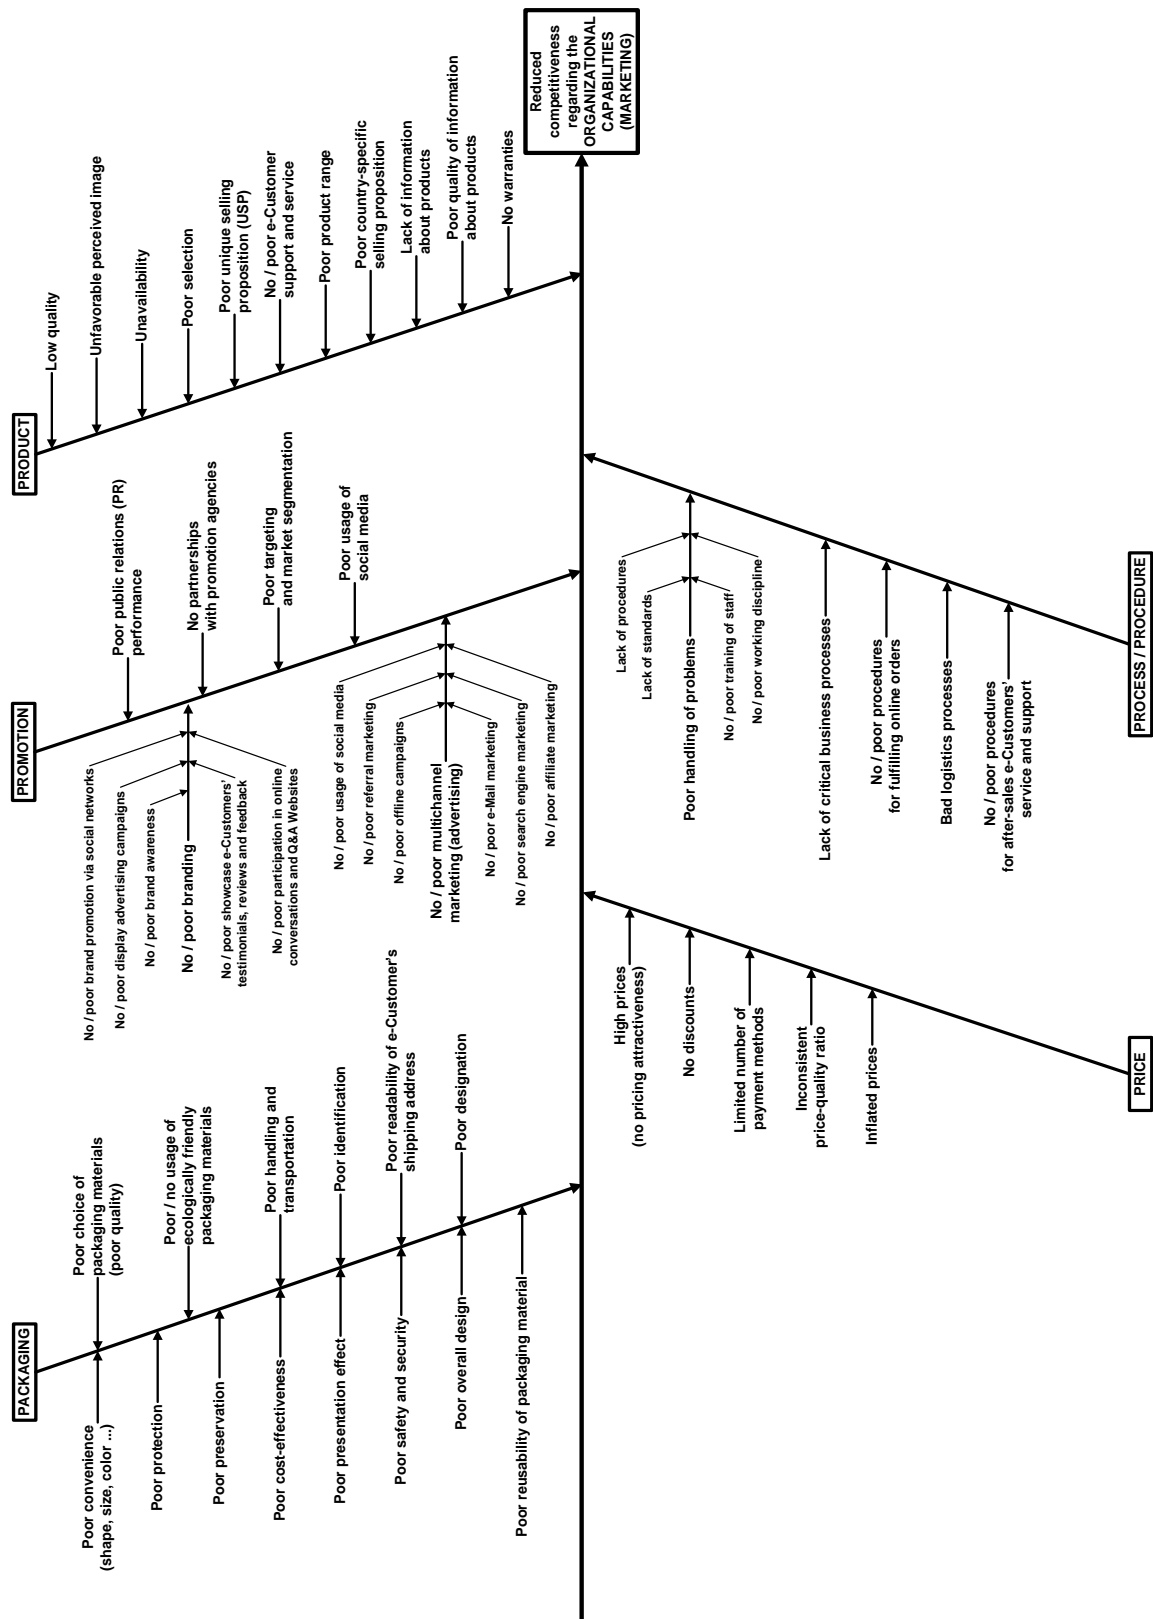 PACKAGING
Poor convenience
(shape, size, color ...)
Poor protection
Poor preservation
Poor cost-effectiveness
Poor presentation effect
Poor safety and security
Poor overall design
Poor reusability of packaging material
Poor choice of
packaging materials
(poor quality)
Poor / no usage of
ecologically friendly
packaging materials
Poor handling and
transportation
Poor identification
Poor readability of e-Customer's
shipping address
Poor designation
PROMOTION
No / poor brand promotion via social networks
No / poor display advertising campaigns
No / poor brand awareness
No / poor branding
No / poor showcase e-Customers’
testimonials, reviews and feedback
No / poor participation in online
conversations and Q&A Websites
No / poor usage of social media
No / poor referral marketing
No / poor offline campaigns
No / poor multichannel
marketing (advertising)
No / poor e-Mail marketing
No / poor search engine marketing
No / poor affiliate marketing
Poor public relations (PR)
performance
No partnerships
with promotion agencies
Poor targeting
and market segmentation
Poor usage of
social media
PRODUCT
Low quality
Unfavorable perceived image
Unavailability
Poor selection
Poor unique selling
proposition (USP)
No / poor e-Customer
support and service
Poor product range
Poor country-specific
selling proposition
Lack of information
about products
Poor quality of information
about products
No warranties
Reduced
competitiveness
regarding the
ORGANIZATIONAL
CAPABILITIES
(MARKETING)
High prices
(no pricing attractiveness)
No discounts
Limited number of
payment methods
Inconsistent
price-quality ratio
Inflated prices
PRICE
Lack of procedures
Lack of standards
Poor handling of problems
No / poor training of staff
No / poor working discipline
Lack of critical business processes
No / poor procedures
for fulfilling online orders
Bad logistics processes
No / poor procedures
for after-sales e-Customers’
service and support
PROCESS / PROCEDURE